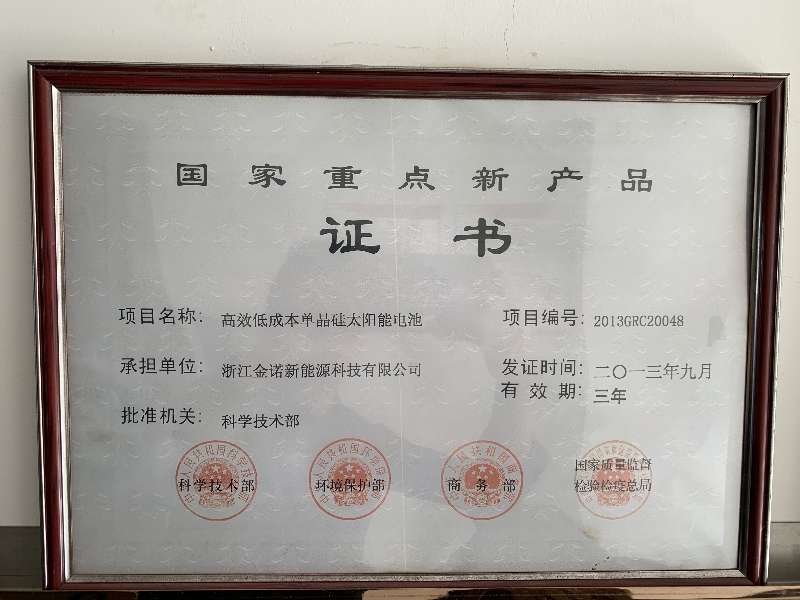 国家重点新产品
证书
项目名称: 高效低成本单晶硅太阳能电池
项目编号: 2013GRC20048
承担单位: 浙江金诺新能源科技有限公司
发证时间: 二〇一三年九月
有效期: 三年
批准机关: 科学技术部
科学技术部
环境保护部
商务部
国家质量监督
检验检疫总局